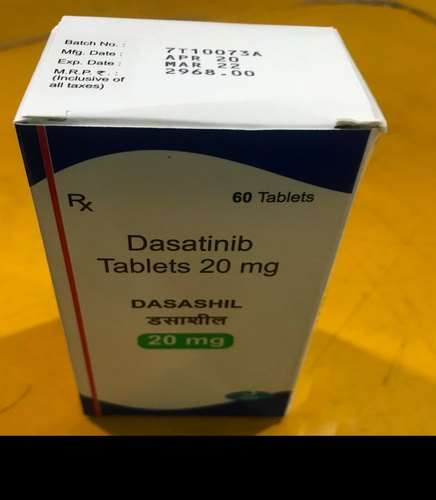 Batch No. : 7T10073A
Mfg. Date : APR 20
Exp. Date : MAR 22
M.R.P. ₹. : 2968.00
(Inclusive of
all taxes)
Rx 60 Tablets
Dasatinib
Tablets 20 mg
DASASHIL
डसाशील
20 mg